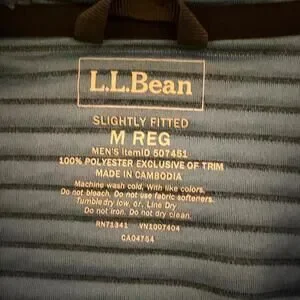 L.L.Bean
SLIGHTLY FITTED
M REG
MEN'S ItemID 507451
100% POLYESTER EXCLUSIVE OF TRIM
MADE IN CAMBODIA
Machine wash cold, With like colors,
Do not bleach. Do not use fabric softeners.
Tumble dry low, or, Line Dry
Do not iron. Do not dry clean.
RN71341 VN1007404
CA04754